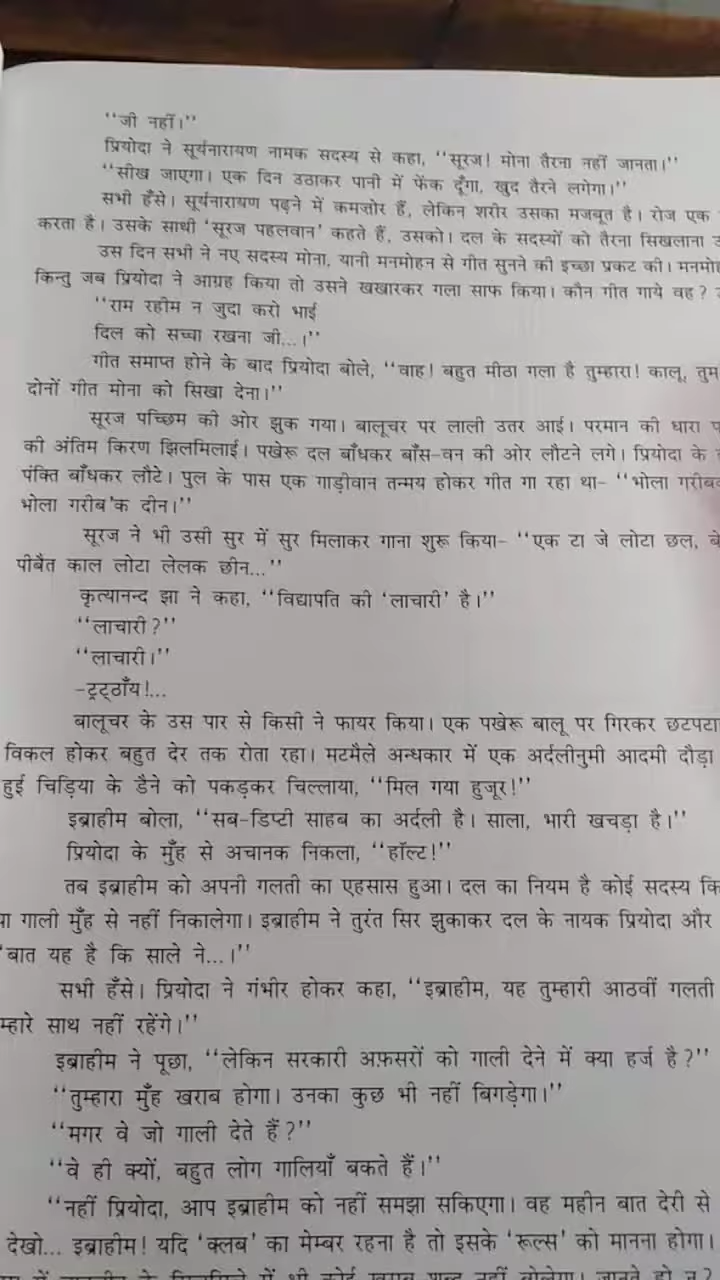 “जी नहीं।”
प्रियोदा ने सूर्यनारायण नामक सदस्य से कहा, “सूरज! मोना तैरना नहीं जानता।”
“सीख जाएगा। एक दिन उठाकर पानी में फेंक दूँगा, खुद तैरने लगेगा।”
सभी हँसे। सूर्यनारायण पढ़ने में कमज़ोर हैं, लेकिन शरीर उसका मजबूत है। रोज एक
करता है। उसके साथी ‘सूरज पहलवान’ कहते हैं, उसको। दल के सदस्यों को तैरना सिखलाना
उस दिन सभी ने नए सदस्य मोना, यानी मनमोहन से गीत सुनने की इच्छा प्रकट की। मनमो
किन्तु जब प्रियोदा ने आग्रह किया तो उसने खखारकर गला साफ किया। कौन गीत गाये वह?
“राम रहीम न जुदा करो भाई
दिल को सच्चा रखना जी...।”
गीत समाप्त होने के बाद प्रियोदा बोले, “वाह! बहुत मीठा गला है तुम्हारा! कालू, तुम
दोनों गीत मोना को सिखा देना।”
सूरज पच्छिम की ओर झुक गया। बालूचर पर लाली उतर आई। परमान की धारा
की अंतिम किरण झिलमिलाई। पखेरू दल बाँधकर बाँस-वन की ओर लौटने लगे। प्रियोदा के
पंक्ति बाँधकर लौटे। पुल के पास एक गाड़ीवान तन्मय होकर गीत गा रहा था- “भोला गरीब
भोला गरीब'क दीन।”
सूरज ने भी उसी सुर में सुर मिलाकर गाना शुरू किया- “एक टा जे लोटा छल,
पीबैत काल लोटा लेलक छीन...”
कृत्यानन्द झा ने कहा, “विद्यापति की ‘लाचारी’ है।”
“लाचारी?”
“लाचारी।”
-ट्रट्ठाँय!...
बालूचर के उस पार से किसी ने फायर किया। एक पखेरू बालू पर गिरकर छटपटा
विकल होकर बहुत देर तक रोता रहा। मटमैले अन्धकार में एक अर्दलीनुमी आदमी दौड़ा
हुई चिड़िया के डैने को पकड़कर चिल्लाया, “मिल गया हुजूर!”
इब्राहीम बोला, “सब-डिप्टी साहब का अर्दली है। साला, भारी खचड़ा है।”
प्रियोदा के मुँह से अचानक निकला, “हॉल्ट!”
तब इब्राहीम को अपनी गलती का एहसास हुआ। दल का नियम है कोई सदस्य कि
या गाली मुँह से नहीं निकालेगा। इब्राहीम ने तुरंत सिर झुकाकर दल के नायक प्रियोदा और
‘बात यह है कि साले ने...।”
सभी हँसे। प्रियोदा ने गंभीर होकर कहा, “इब्राहीम, यह तुम्हारी आठवीं गलती
म्हारे साथ नहीं रहेंगे।”
इब्राहीम ने पूछा, “लेकिन सरकारी अफ़सरों को गाली देने में क्या हर्ज है?”
“तुम्हारा मुँह खराब होगा। उनका कुछ भी नहीं बिगड़ेगा।”
“मगर वे जो गाली देते हैं?”
“वे ही क्यों, बहुत लोग गालियाँ बकते हैं।”
“नहीं प्रियोदा, आप इब्राहीम को नहीं समझा सकिएगा। वह महीन बात देरी से
देखो... इब्राहीम! यदि ‘क्लब’ का मेम्बर रहना है तो इसके ‘रूल्स’ को मानना होगा।